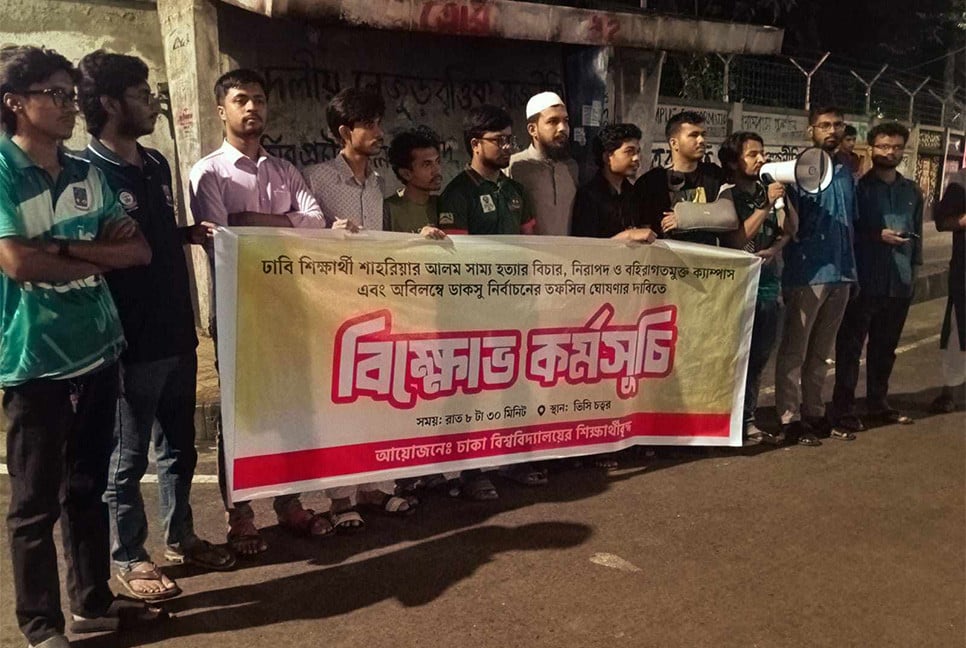 দলীয়
ঢাবি শিক্ষার্থী শাহরিয়ার আলম সাম্য হত্যার বিচার, নিরাপদ ও বহিরাগতমুক্ত ক্যাম্পাস
এবং অবিলম্বে ডাকসু নির্বাচনের তফসিল ঘোষণার দাবিতে
বিক্ষোভ কর্মসূচি
সময়: রাত ৮ টা ৩০ মিনিট স্থান: ভিসি চত্বর
আয়োজনেঃ ঢাকা বিশ্ববিদ্যালয়ের শিক্ষার্থীবৃন্দ